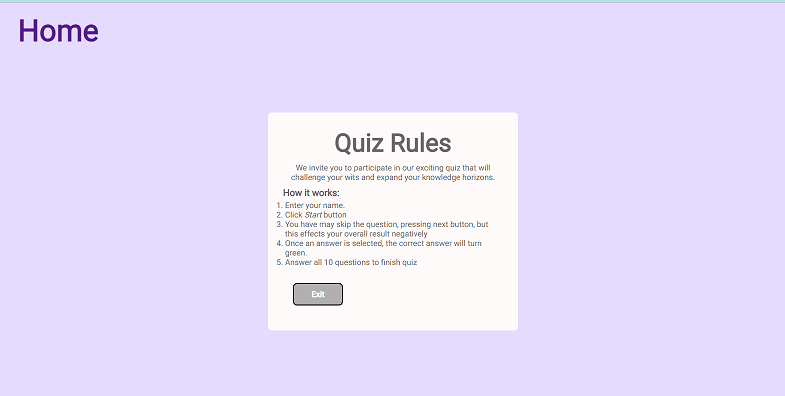 Home
Quiz Rules
We invite you to participate in our exciting quiz that will
challenge your wits and expand your knowledge horizons.
How it works:
1. Enter your name.
2. Click Start button
3. You have may skip the question, pressing next button, but
this effects your overall result negatively
4. Once an answer is selected, the correct answer will turn
green.
5. Answer all 10 questions to finish quiz
Exit